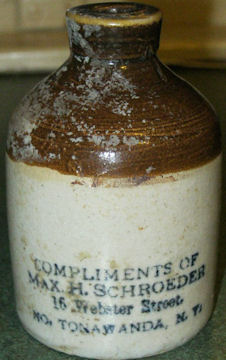 COMPLIMENTS OF
MAX. H. SCHROEDER
16 Webster Street.
NO. TONAWANDA, N. Y.